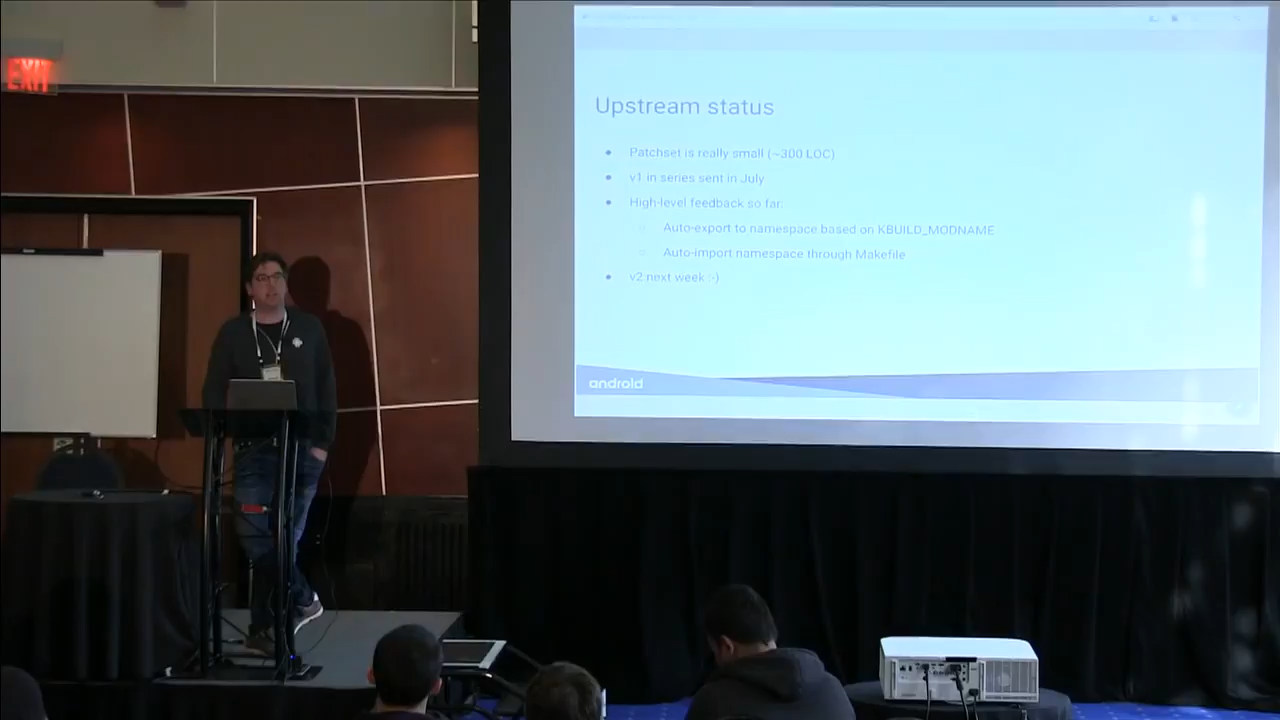 EXIT
Upstream status
Patchset is really small (~300 LOC)
v1 in series sent in July
High-level feedback so far:
Auto-export to namespace based on KBUILD_MODNAME
Auto-import namespace through Makefile
v2 next week :-)
android